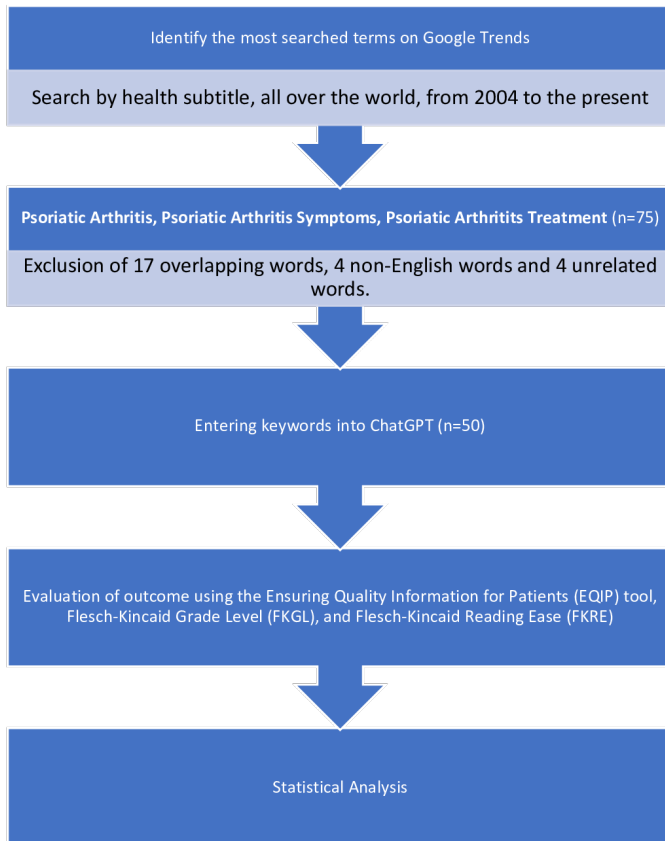 Identify the most searched terms on Google Trends
Search by health subtitle, all over the world, from 2004 to the present
Psoriatic Arthritis, Psoriatic Arthritis Symptoms, Psoriatic Arthritits Treatment (n=75)
Exclusion of 17 overlapping words, 4 non-English words and 4 unrelated
words.
Entering keywords into ChatGPT (n=50)
Evaluation of outcome using the Ensuring Quality Information for Patients (EQIP) tool,
Flesch-Kincaid Grade Level (FKGL), and Flesch-Kincaid Reading Ease (FKRE)
Statistical Analysis